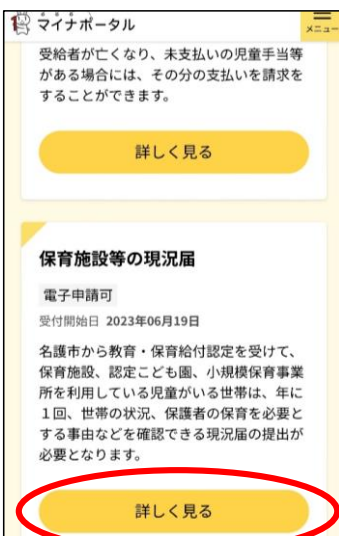 マイナポータル
メニュー
受給者が亡くなり、未支払いの児童手当等
がある場合には、その分の支払いを請求を
することができます。
詳しく見る
保育施設等の現況届
電子申請可
受付開始日 2023年06月19日
名護市から教育・保育給付認定を受けて、
保育施設、認定こども園、小規模保育事業
所を利用している児童がいる世帯は、年に
１回、世帯の状況、保護者の保育を必要と
する事由などを確認できる現況届の提出が
必要となります。
詳しく見る